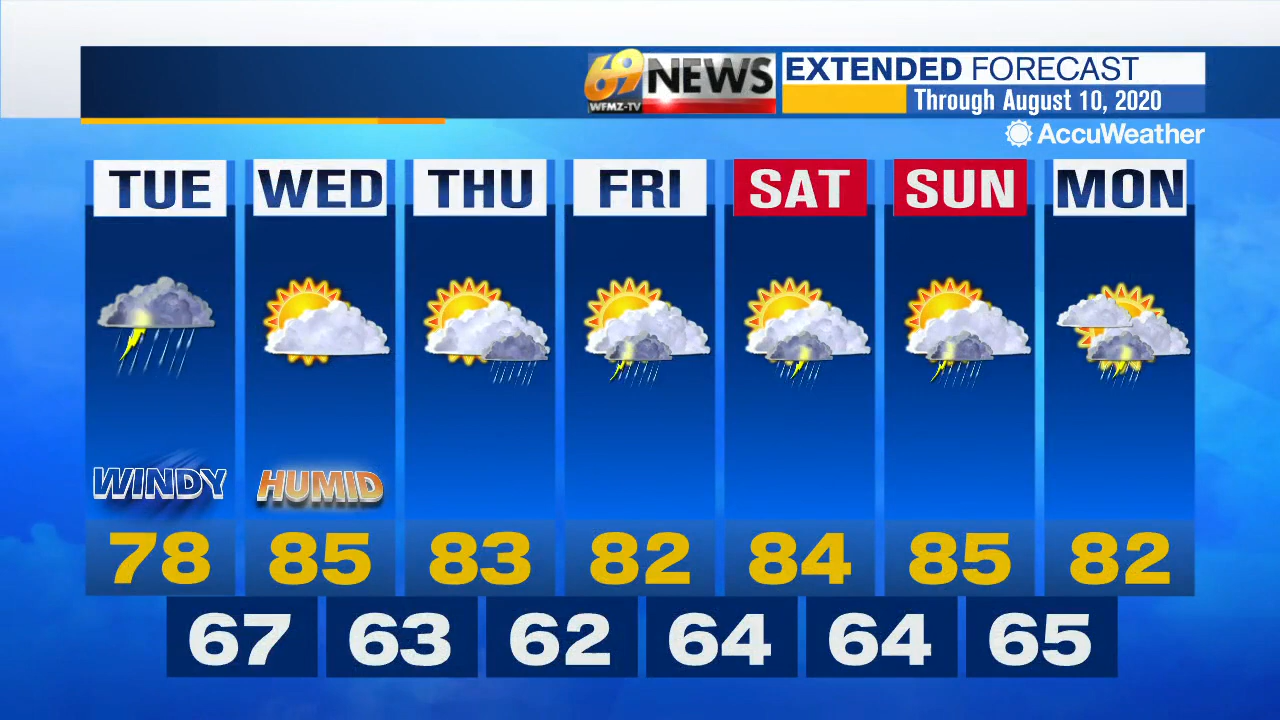 69 NEWS
WFMZ-TV
EXTENDED FORECAST
Through August 10, 2020
AccuWeather
TUE WED THU FRI SAT SUN MON
WINDY HUMID
78 85 83 82 84 85 82
67 63 62 64 64 65